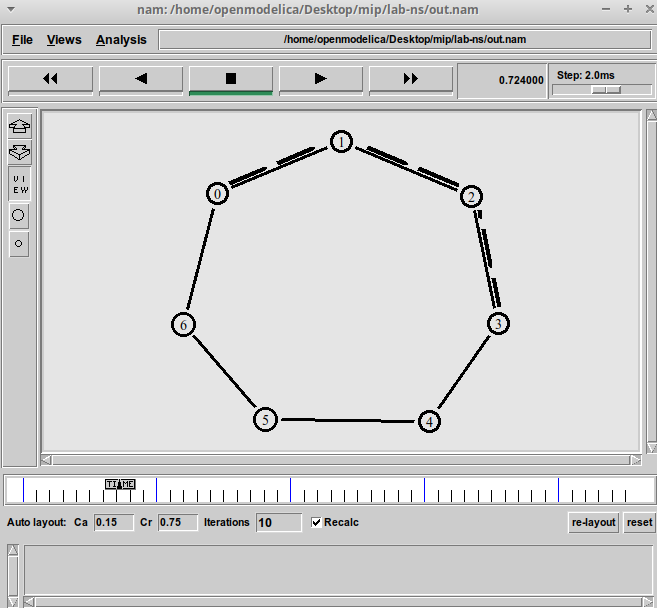 nam: /home/openmodelica/Desktop/mip/lab-ns/out.nam
File Views Analysis /home/openmodelica/Desktop/mip/lab-ns/out.nam
0.724000 Step: 2.0ms
VI
EW
1
0
2
6
3
5
4
TIME
Auto layout: Ca 0.15 Cr 0.75 Iterations 10 Recalc re-layout reset